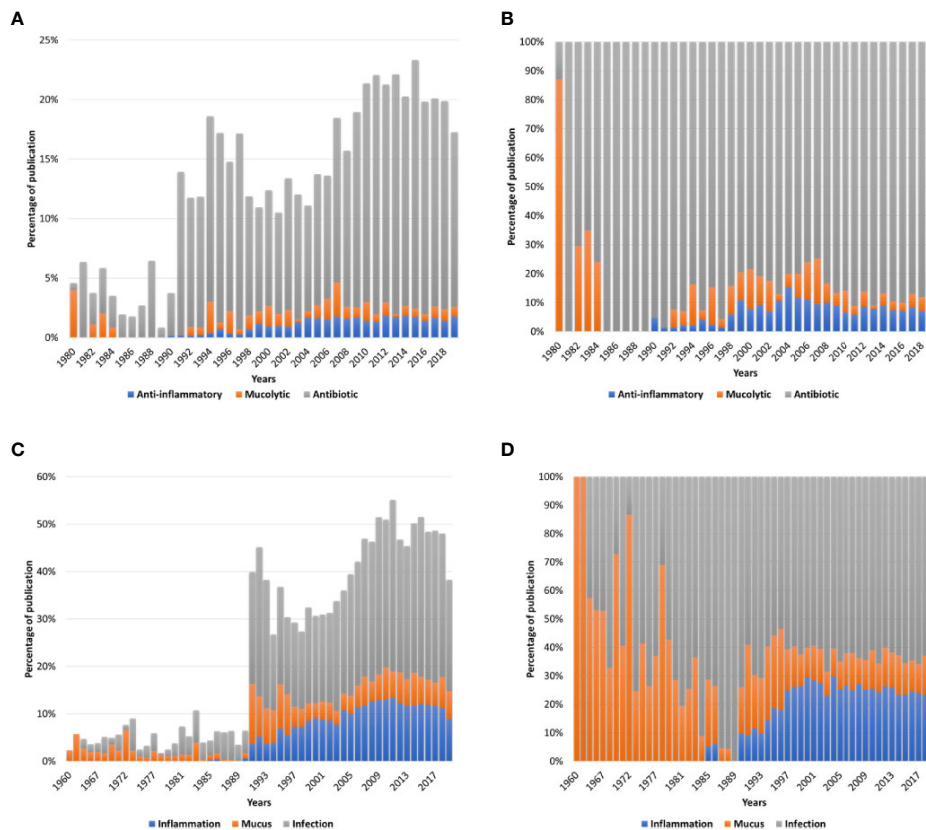 A
25%
20%
15%
10%
5%
0%
Percentage of publication
1980 1982 1984 1986 1988 1990 1992 1994 1996 1998 2000 2002 2004 2006 2008 2010 2012 2014 2016 2018
Years
Anti-inflammatory Mucolytic Antibiotic
B
100%
90%
80%
70%
60%
50%
40%
30%
20%
10%
0%
Percentage of publication
1980 1982 1984 1986 1988 1990 1992 1994 1996 1998 2000 2002 2004 2006 2008 2010 2012 2014 2016 2018
Years
Anti-inflammatory Mucolytic Antibiotic
C
60%
50%
40%
30%
20%
10%
0%
Percentage of publication
1960 1967 1972 1977 1981 1985 1989 1993 1997 2001 2005 2009 2013 2017
Years
Inflammation Mucus Infection
D
100%
90%
80%
70%
60%
50%
40%
30%
20%
10%
0%
Percentage of publication
1960 1967 1972 1977 1981 1985 1989 1993 1997 2001 2005 2009 2013 2017
Years
Inflammation Mucus Infection